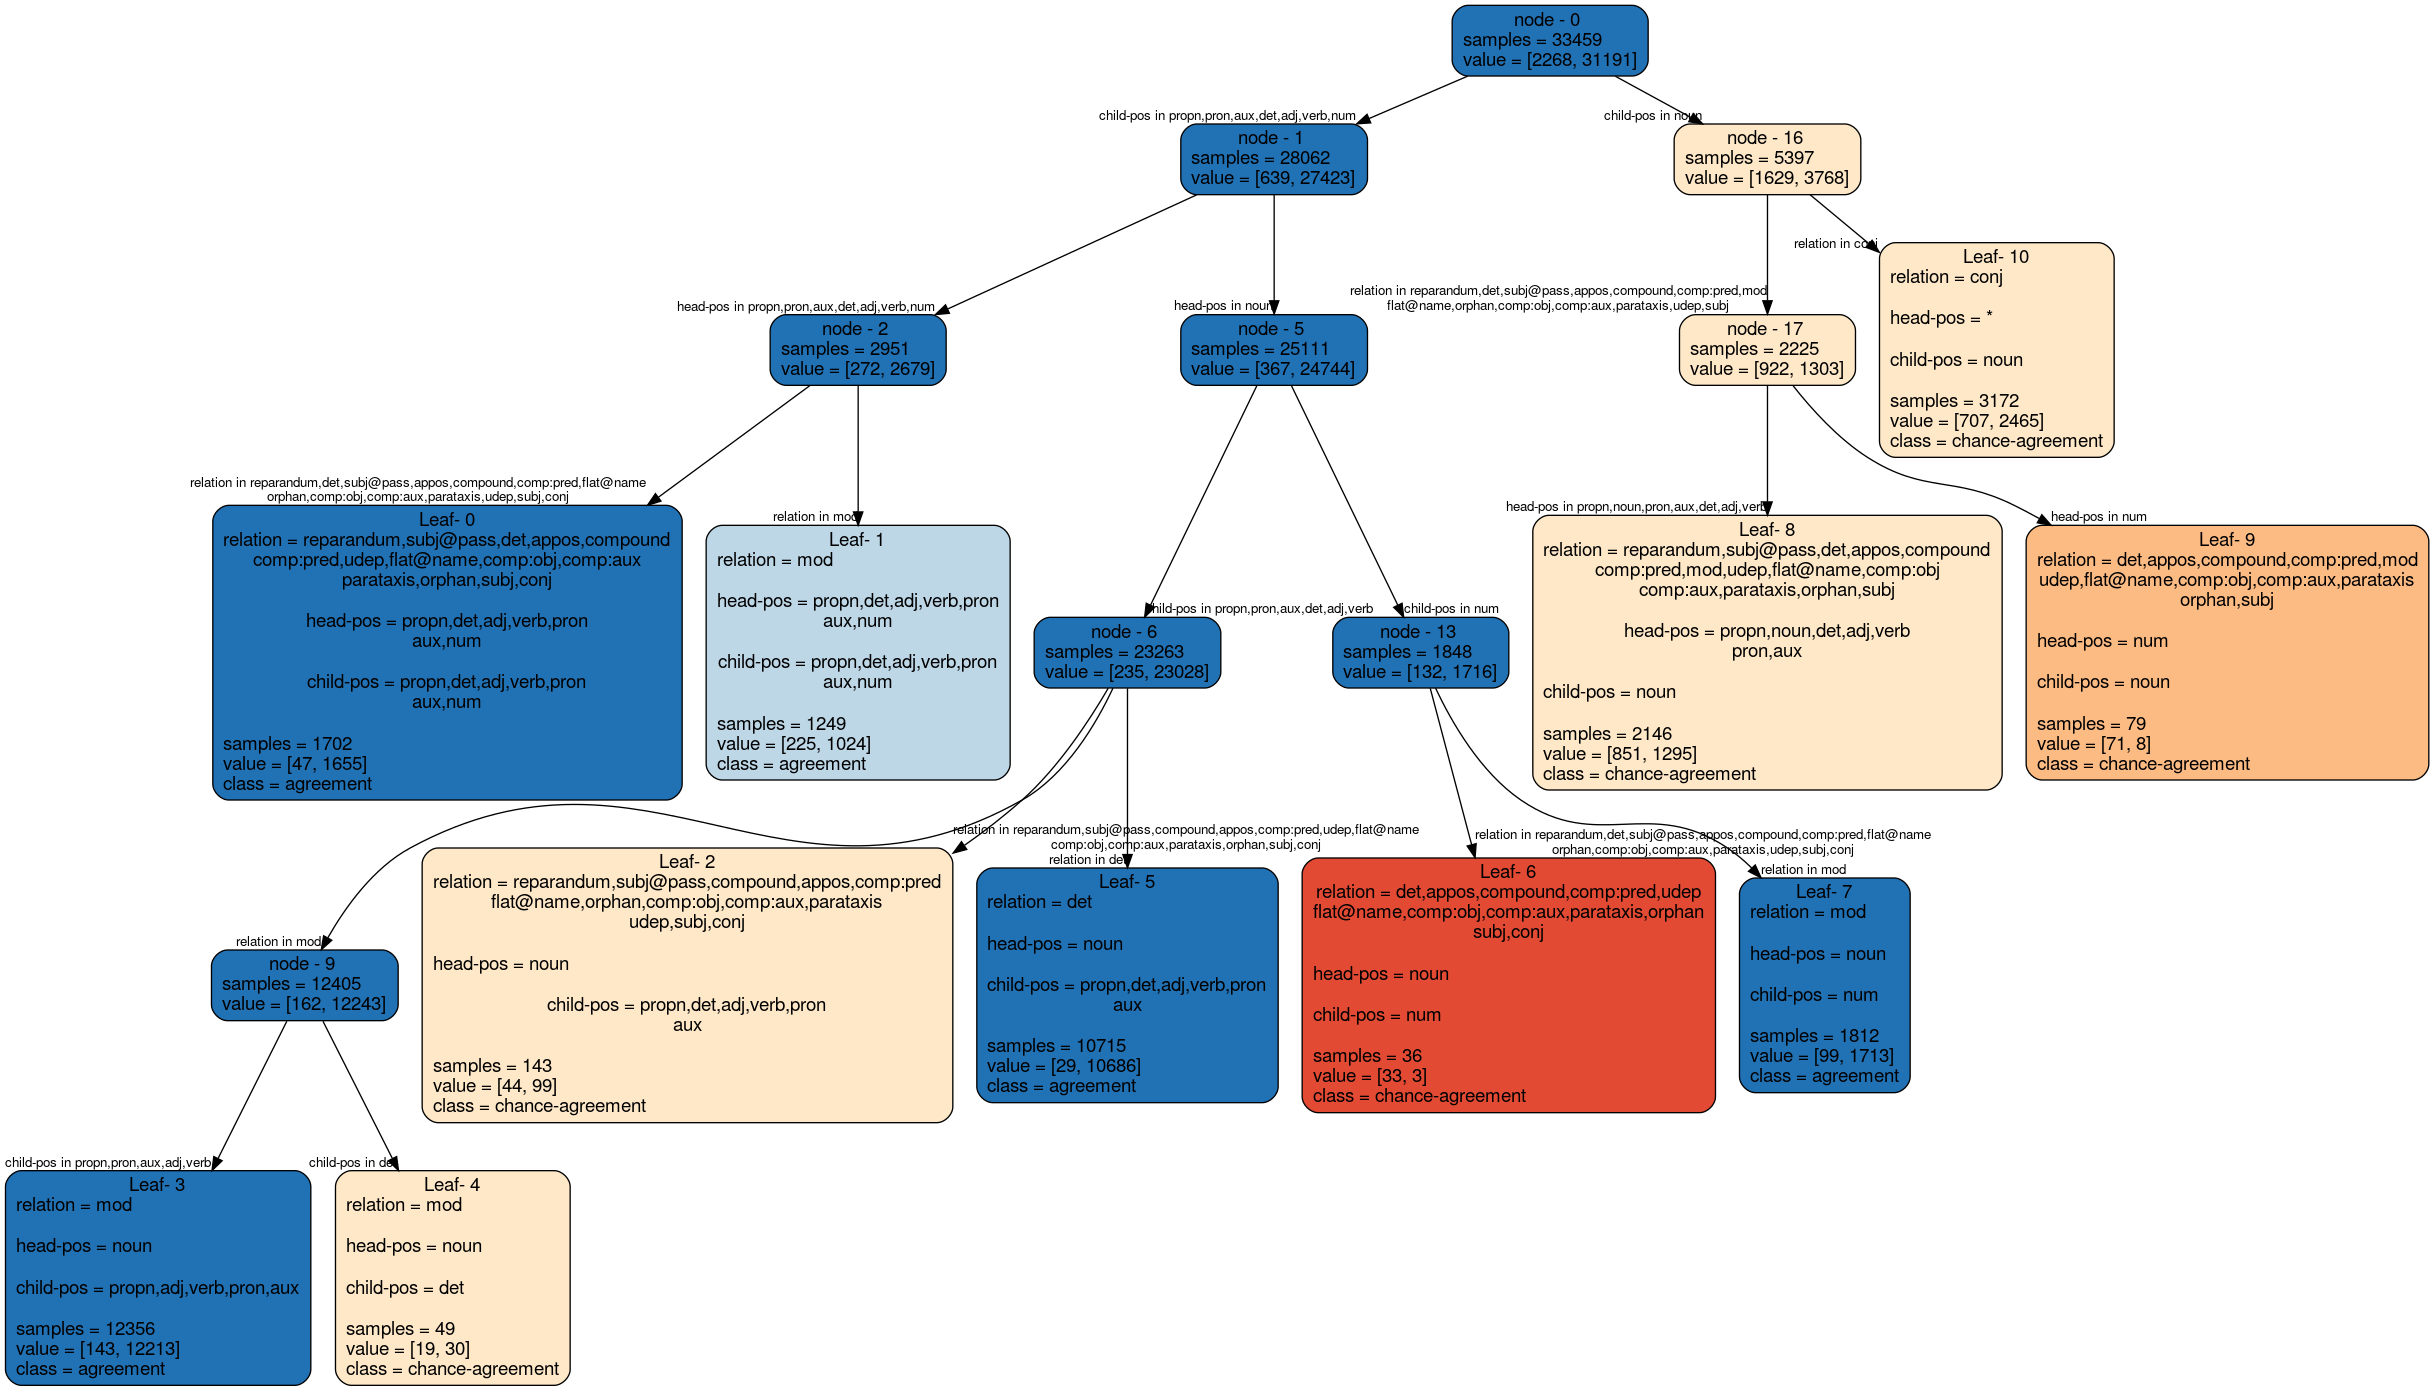 node - 0
samples = 33459
value = [2268, 31191]
child-pos in propn,pron,aux,det,adj,verb,num
child-pos in noun
node - 1
samples = 28062
value = [639, 27423]
node - 16
samples = 5397
value = [1629, 3768]
head-pos in propn,pron,aux,det,adj,verb,num
head-pos in noun
relation in reparandum,det,subj@pass,appos,compound,comp:pred,mod
flat@name,orphan,comp:obj,comp:aux,parataxis,udep,subj
relation in conj
node - 2
samples = 2951
value = [272, 2679]
node - 5
samples = 25111
value = [367, 24744]
node - 17
samples = 2225
value = [922, 1303]
Leaf- 10
relation = conj
head-pos = *
child-pos = noun
samples = 3172
value = [707, 2465]
class = chance-agreement
relation in reparandum,det,subj@pass,appos,compound,comp:pred,flat@name
orphan,comp:obj,comp:aux,parataxis,udep,subj,conj
relation in mod
head-pos in propn,noun,pron,aux,det,adj,verb
head-pos in num
Leaf- 0
relation = reparandum,subj@pass,det,appos,compound
comp:pred,udep,flat@name,comp:obj,comp:aux
parataxis,orphan,subj,conj
head-pos = propn,det,adj,verb,pron
aux,num
child-pos = propn,det,adj,verb,pron
aux,num
samples = 1702
value = [47, 1655]
class = agreement
Leaf- 1
relation = mod
head-pos = propn,det,adj,verb,pron
aux,num
child-pos = propn,det,adj,verb,pron
aux,num
samples = 1249
value = [225, 1024]
class = agreement
child-pos in propn,pron,aux,det,adj,verb
child-pos in num
node - 6
samples = 23263
value = [235, 23028]
node - 13
samples = 1848
value = [132, 1716]
Leaf- 8
relation = reparandum,subj@pass,det,appos,compound
comp:pred,mod,udep,flat@name,comp:obj
comp:aux,parataxis,orphan,subj
head-pos = propn,noun,det,adj,verb
pron,aux
child-pos = noun
samples = 2146
value = [851, 1295]
class = chance-agreement
Leaf- 9
relation = det,appos,compound,comp:pred,mod
udep,flat@name,comp:obj,comp:aux,parataxis
orphan,subj
head-pos = num
child-pos = noun
samples = 79
value = [71, 8]
class = chance-agreement
relation in mod
relation in reparandum,subj@pass,compound,appos,comp:pred,udep,flat@name
comp:obj,comp:aux,parataxis,orphan,subj,conj
relation in det
relation in reparandum,det,subj@pass,appos,compound,comp:pred,flat@name
orphan,comp:obj,comp:aux,parataxis,udep,subj,conj
relation in mod
node - 9
samples = 12405
value = [162, 12243]
Leaf- 2
relation = reparandum,subj@pass,compound,appos,comp:pred
flat@name,orphan,comp:obj,comp:aux,parataxis
udep,subj,conj
head-pos = noun
child-pos = propn,det,adj,verb,pron
aux
samples = 143
value = [44, 99]
class = chance-agreement
Leaf- 5
relation = det
head-pos = noun
child-pos = propn,det,adj,verb,pron
aux
samples = 10715
value = [29, 10686]
class = agreement
Leaf- 6
relation = det,appos,compound,comp:pred,udep
flat@name,comp:obj,comp:aux,parataxis,orphan
subj,conj
head-pos = noun
child-pos = num
samples = 36
value = [33, 3]
class = chance-agreement
Leaf- 7
relation = mod
head-pos = noun
child-pos = num
samples = 1812
value = [99, 1713]
class = agreement
child-pos in propn,pron,aux,adj,verb
child-pos in det
Leaf- 3
relation = mod
head-pos = noun
child-pos = propn,adj,verb,pron,aux
samples = 12356
value = [143, 12213]
class = agreement
Leaf- 4
relation = mod
head-pos = noun
child-pos = det
samples = 49
value = [19, 30]
class = chance-agreement